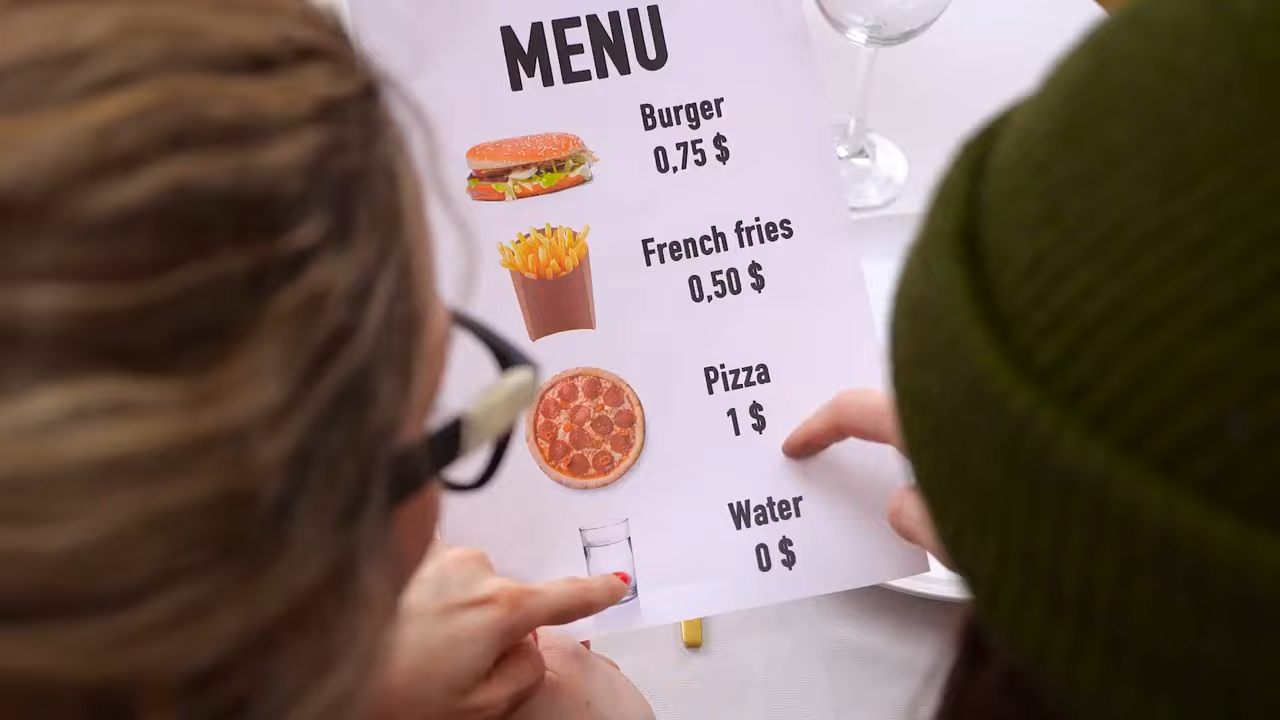 MENU
Burger
0,75 $
French fries
0,50 $
Pizza
1 $
Water
0 $